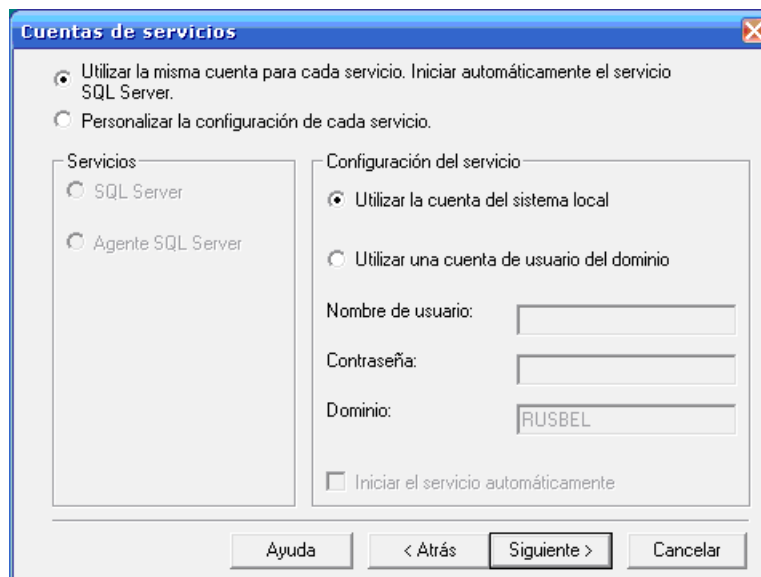 Cuentas de servicios
Utilizar la misma cuenta para cada servicio. Iniciar automáticamente el servicio
SQL Server.
Personalizar la configuración de cada servicio.
Servicios
SQL Server
Agente SQL Server
Configuración del servicio
Utilizar la cuenta del sistema local
Utilizar una cuenta de usuario del dominio
Nombre de usuario:
Contraseña:
Dominio:
RUSBEL
Iniciar el servicio automáticamente
Ayuda
< Atrás
Siguiente >
Cancelar